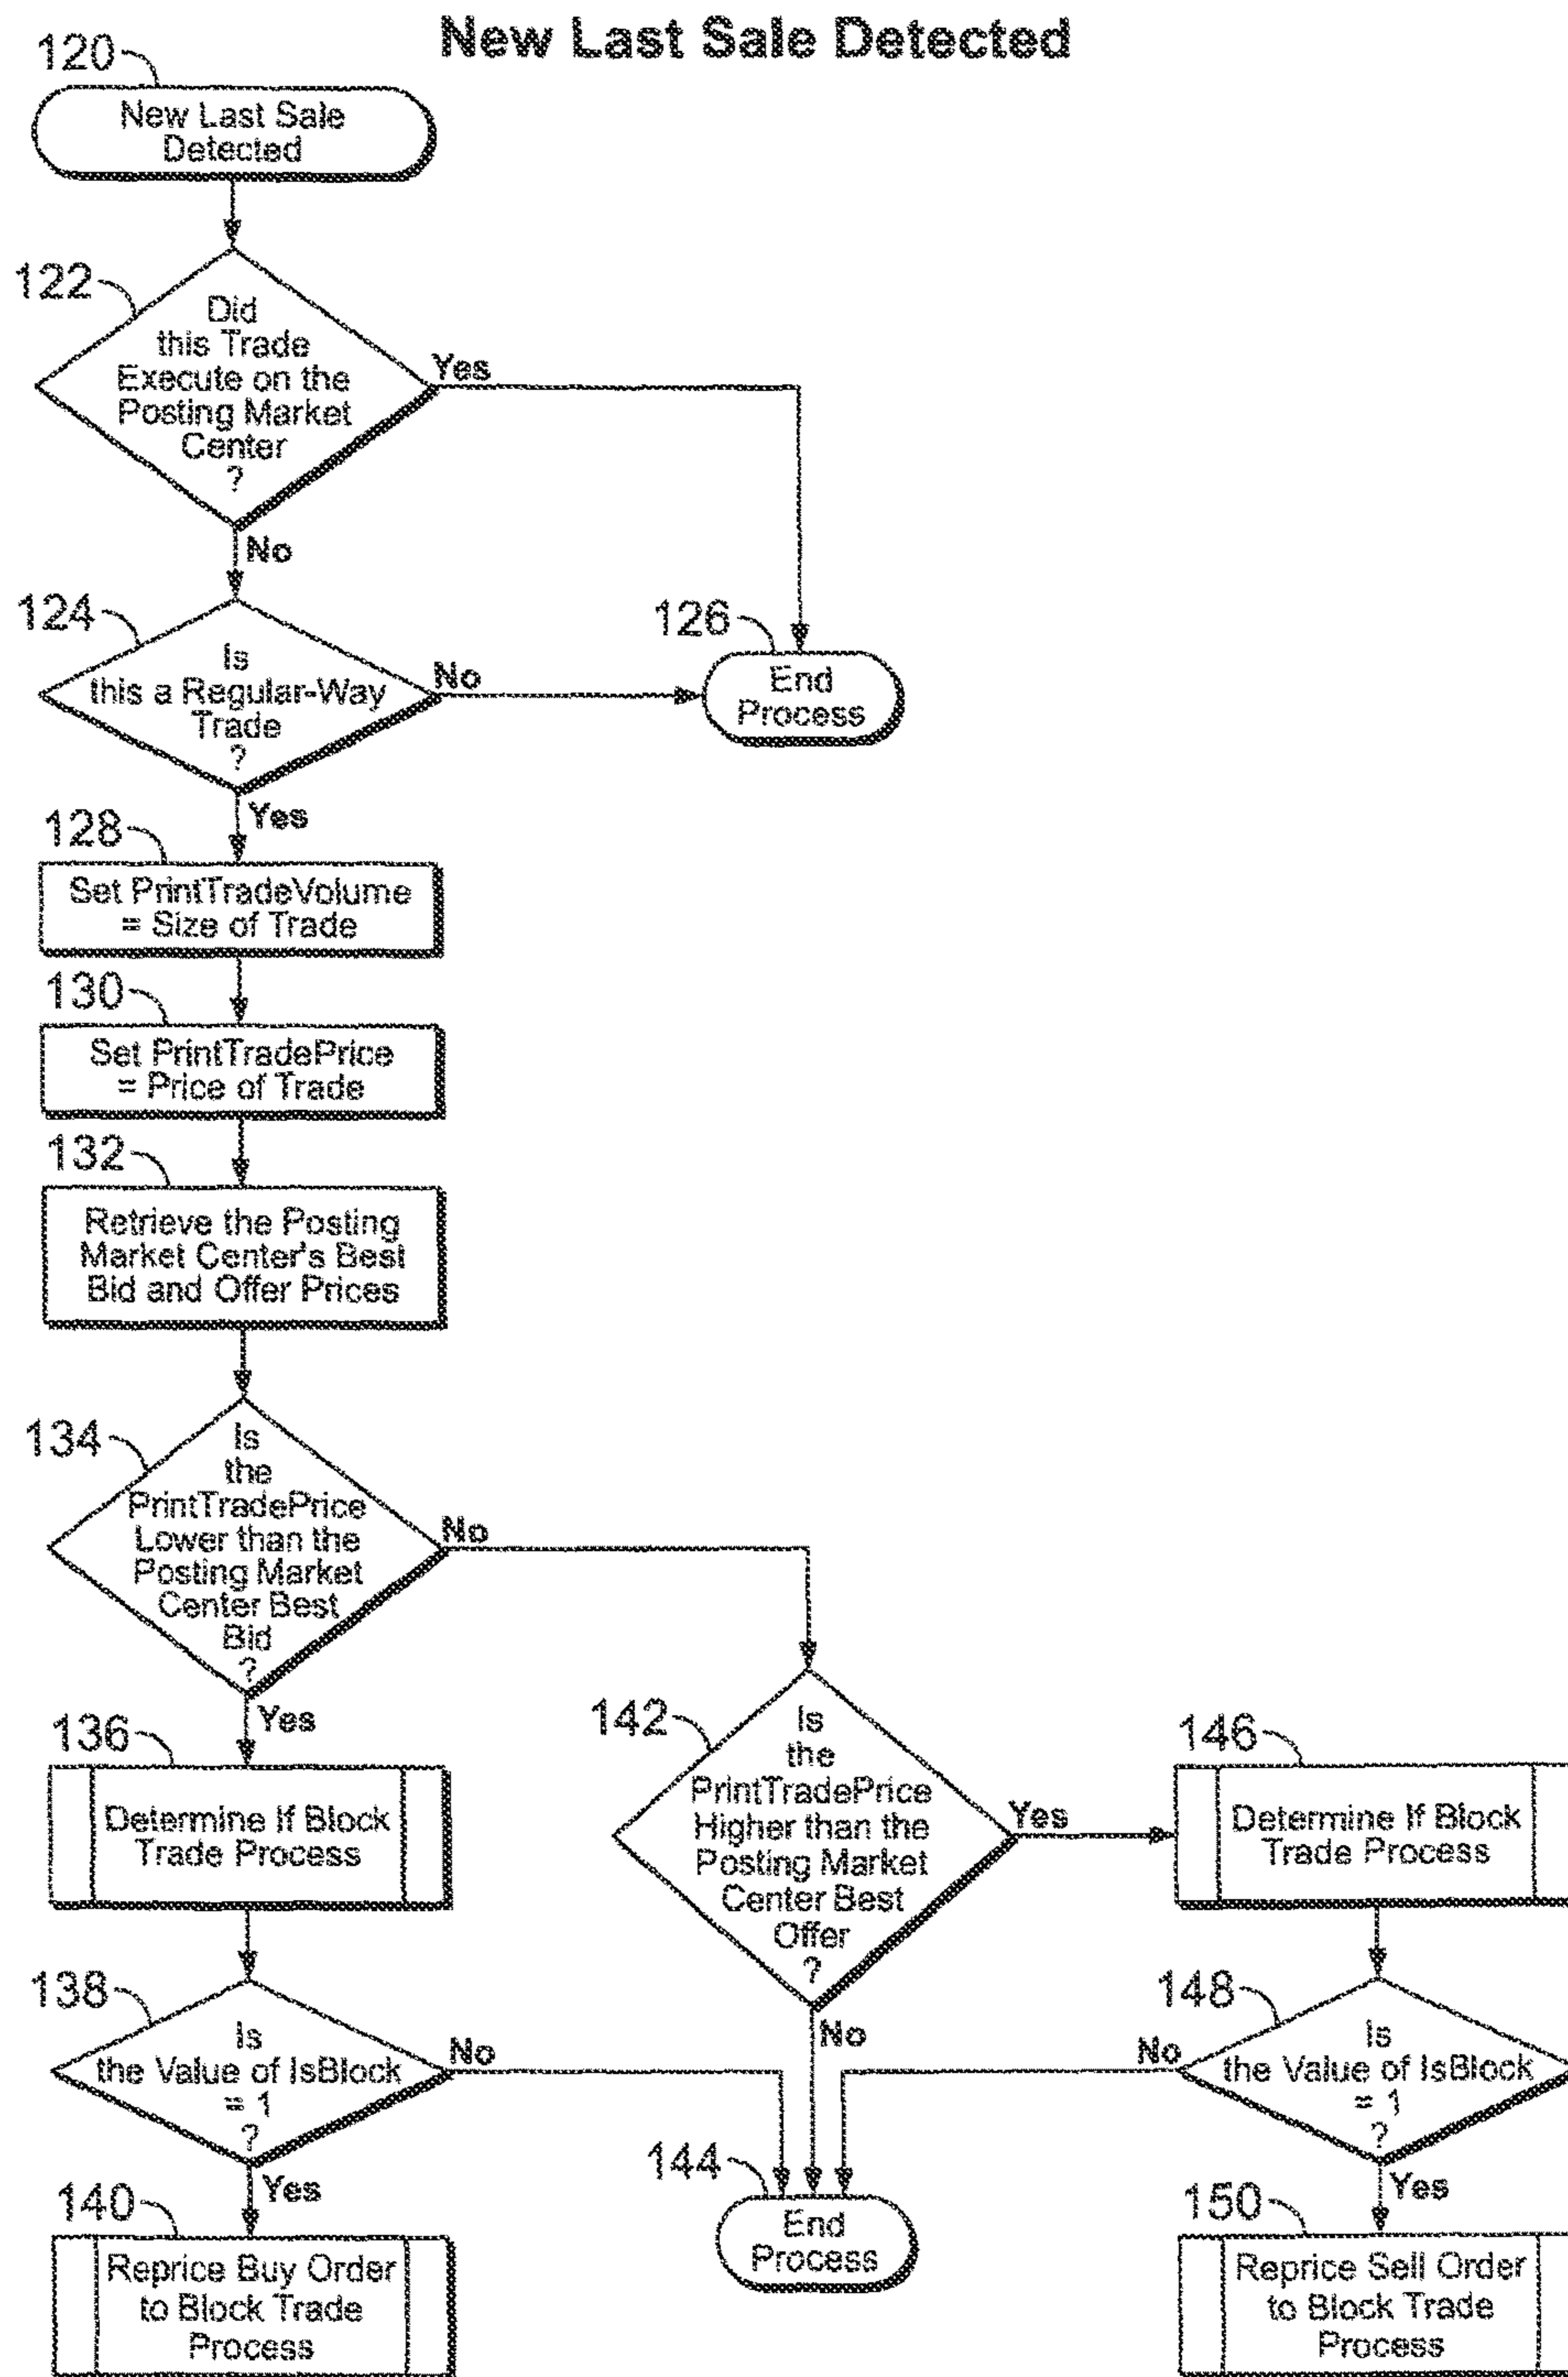 New Last Sale Detected
120
New Last Sale
Detected
122
Did
this Trade
Execute on the
Posting Market
Center
?
Yes
No
124
Is
this a Regular-Way
Trade
?
No
126
End
Process
Yes
128
Set PrintTradeVolume
= Size of Trade
130
Set PrintTradePrice
= Price of Trade
132
Retrieve the Posting
Market Center's Best
Bid and Offer Prices
134
Is
the
PrintTradePrice
Lower than the
Posting Market
Center Best
Bid
?
No
Yes
136
Determine If Block
Trade Process
142
Is
the
PrintTradePrice
Higher than the
Posting Market
Center Best
Offer
?
Yes
No
146
Determine If Block
Trade Process
138
Is
the Value of IsBlock
= 1
?
No
Yes
148
Is
the Value of IsBlock
= 1
?
No
Yes
140
Reprice Buy Order
to Block Trade
Process
144
End
Process
150
Reprice Sell Order
to Block Trade
Process